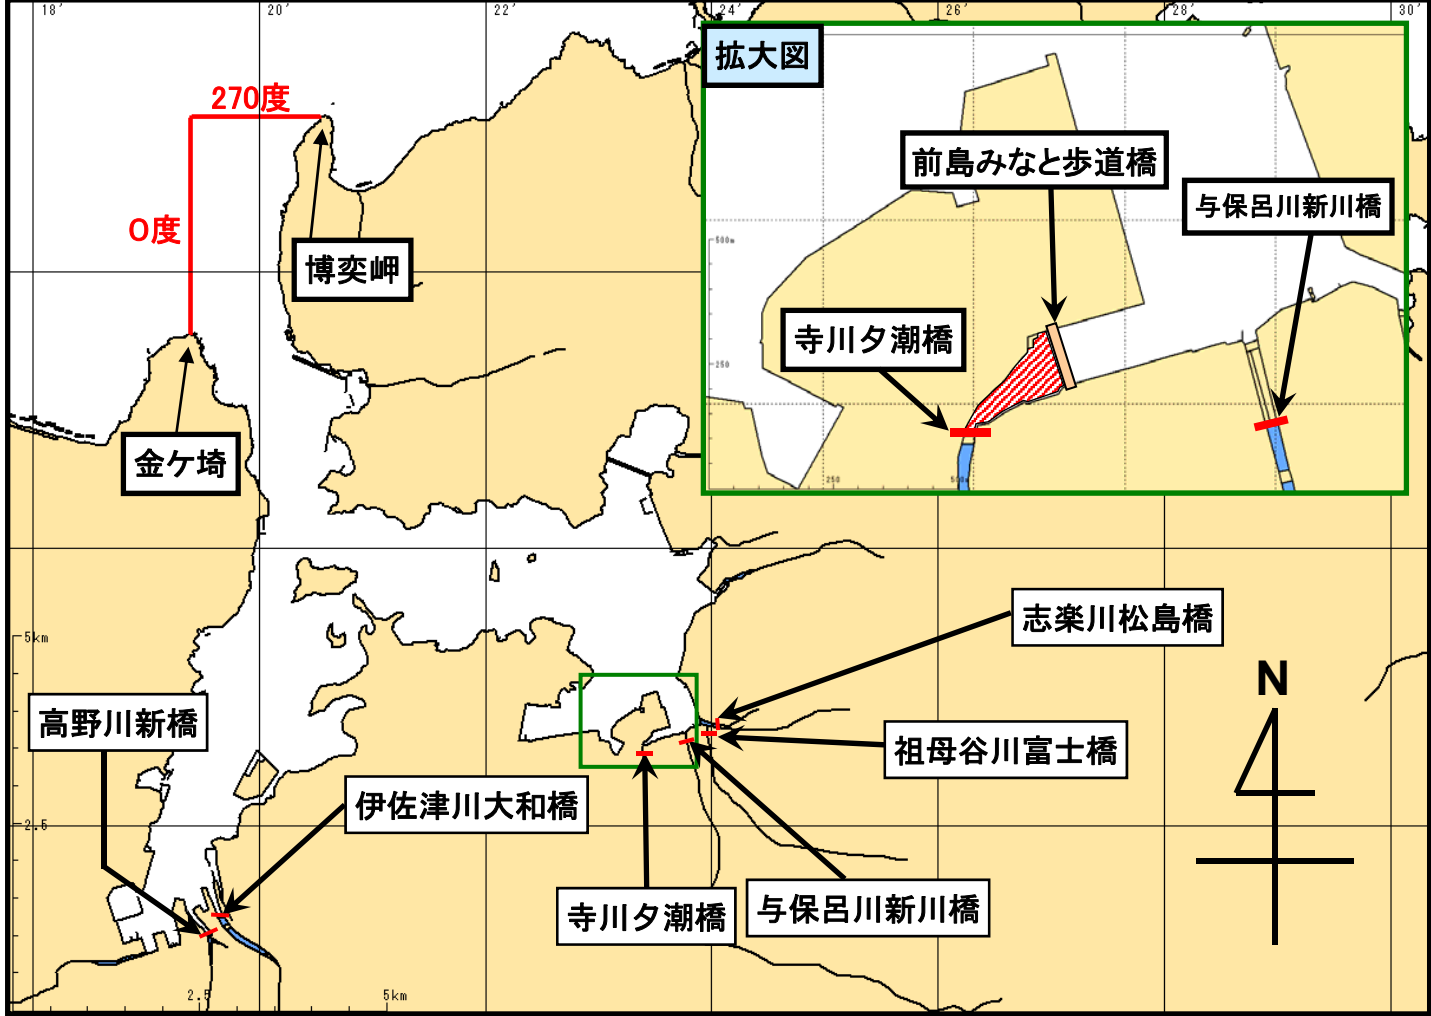 18′
20′
22′
24′
26′
28′
30′
拡大図
270度
前島みなと歩道橋
与保呂川新川橋
0度
500m
博奕岬
寺川夕潮橋
250
金ケ埼
250
500m
志楽川松島橋
5km
N
高野川新橋
祖母谷川富士橋
伊佐津川大和橋
2.5
寺川夕潮橋
与保呂川新川橋
2.5
5km